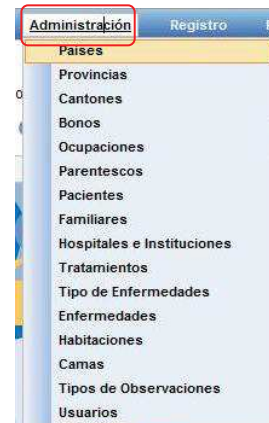 Administración Registro
Países
Provincias
Cantones
Bonos
Ocupaciones
Parentescos
Pacientes
Familiares
Hospitales e Instituciones
Tratamientos
Tipo de Enfermedades
Enfermedades
Habitaciones
Camas
Tipos de Observaciones
Usuarios